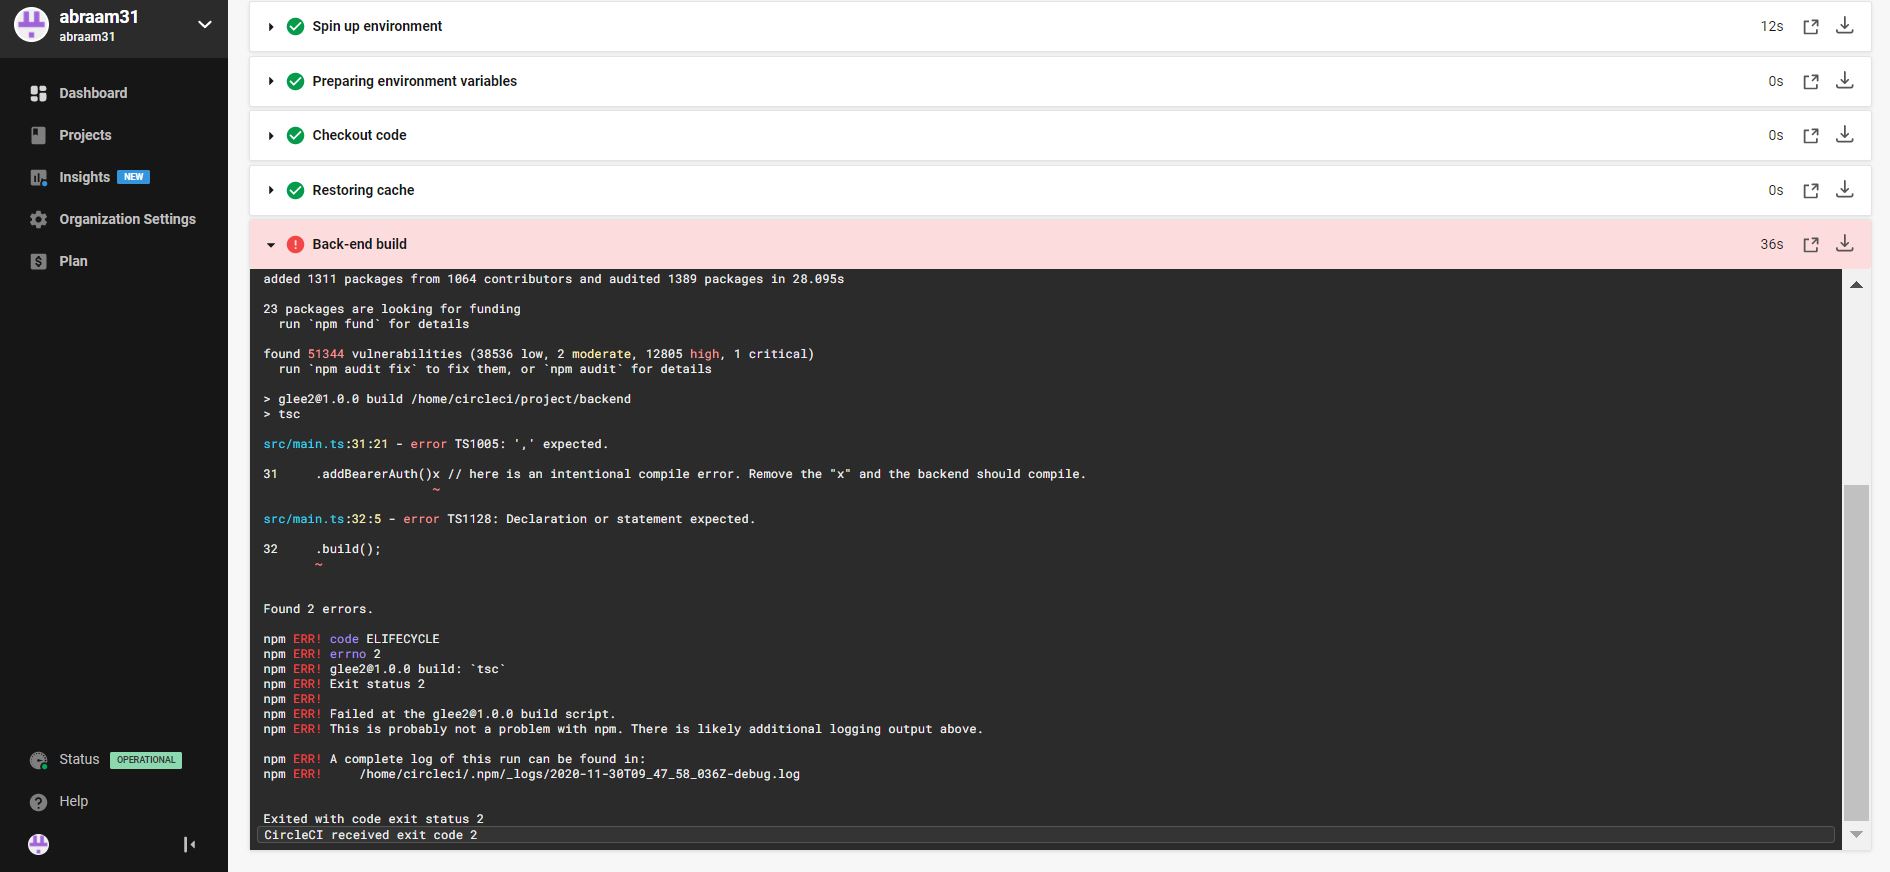 abraam31
abraam31
Dashboard
Projects
Insights NEW
Organization Settings
Plan
Status OPERATIONAL
Help
Spin up environment 12s
Preparing environment variables 0s
Checkout code 0s
Restoring cache 0s
Back-end build 36s
added 1311 packages from 1064 contributors and audited 1389 packages in 28.095s
23 packages are looking for funding
  run `npm fund` for details
found 51344 vulnerabilities (38536 low, 2 moderate, 12805 high, 1 critical)
  run `npm audit fix` to fix them, or `npm audit` for details
> glee2@1.0.0 build /home/circleci/project/backend
> tsc
src/main.ts:31:21 - error TS1005: ',' expected.
31     .addBearerAuth()x // here is an intentional compile error. Remove the "x" and the backend should compile.
~
src/main.ts:32:5 - error TS1128: Declaration or statement expected.
32     .build();
~
Found 2 errors.
npm ERR! code ELIFECYCLE
npm ERR! errno 2
npm ERR! glee2@1.0.0 build: `tsc`
npm ERR! Exit status 2
npm ERR!
npm ERR! Failed at the glee2@1.0.0 build script.
npm ERR! This is probably not a problem with npm. There is likely additional logging output above.
npm ERR! A complete log of this run can be found in:
npm ERR!     /home/circleci/.npm/_logs/2020-11-30T09_47_58_036Z-debug.log
Exited with code exit status 2
CircleCI received exit code 2